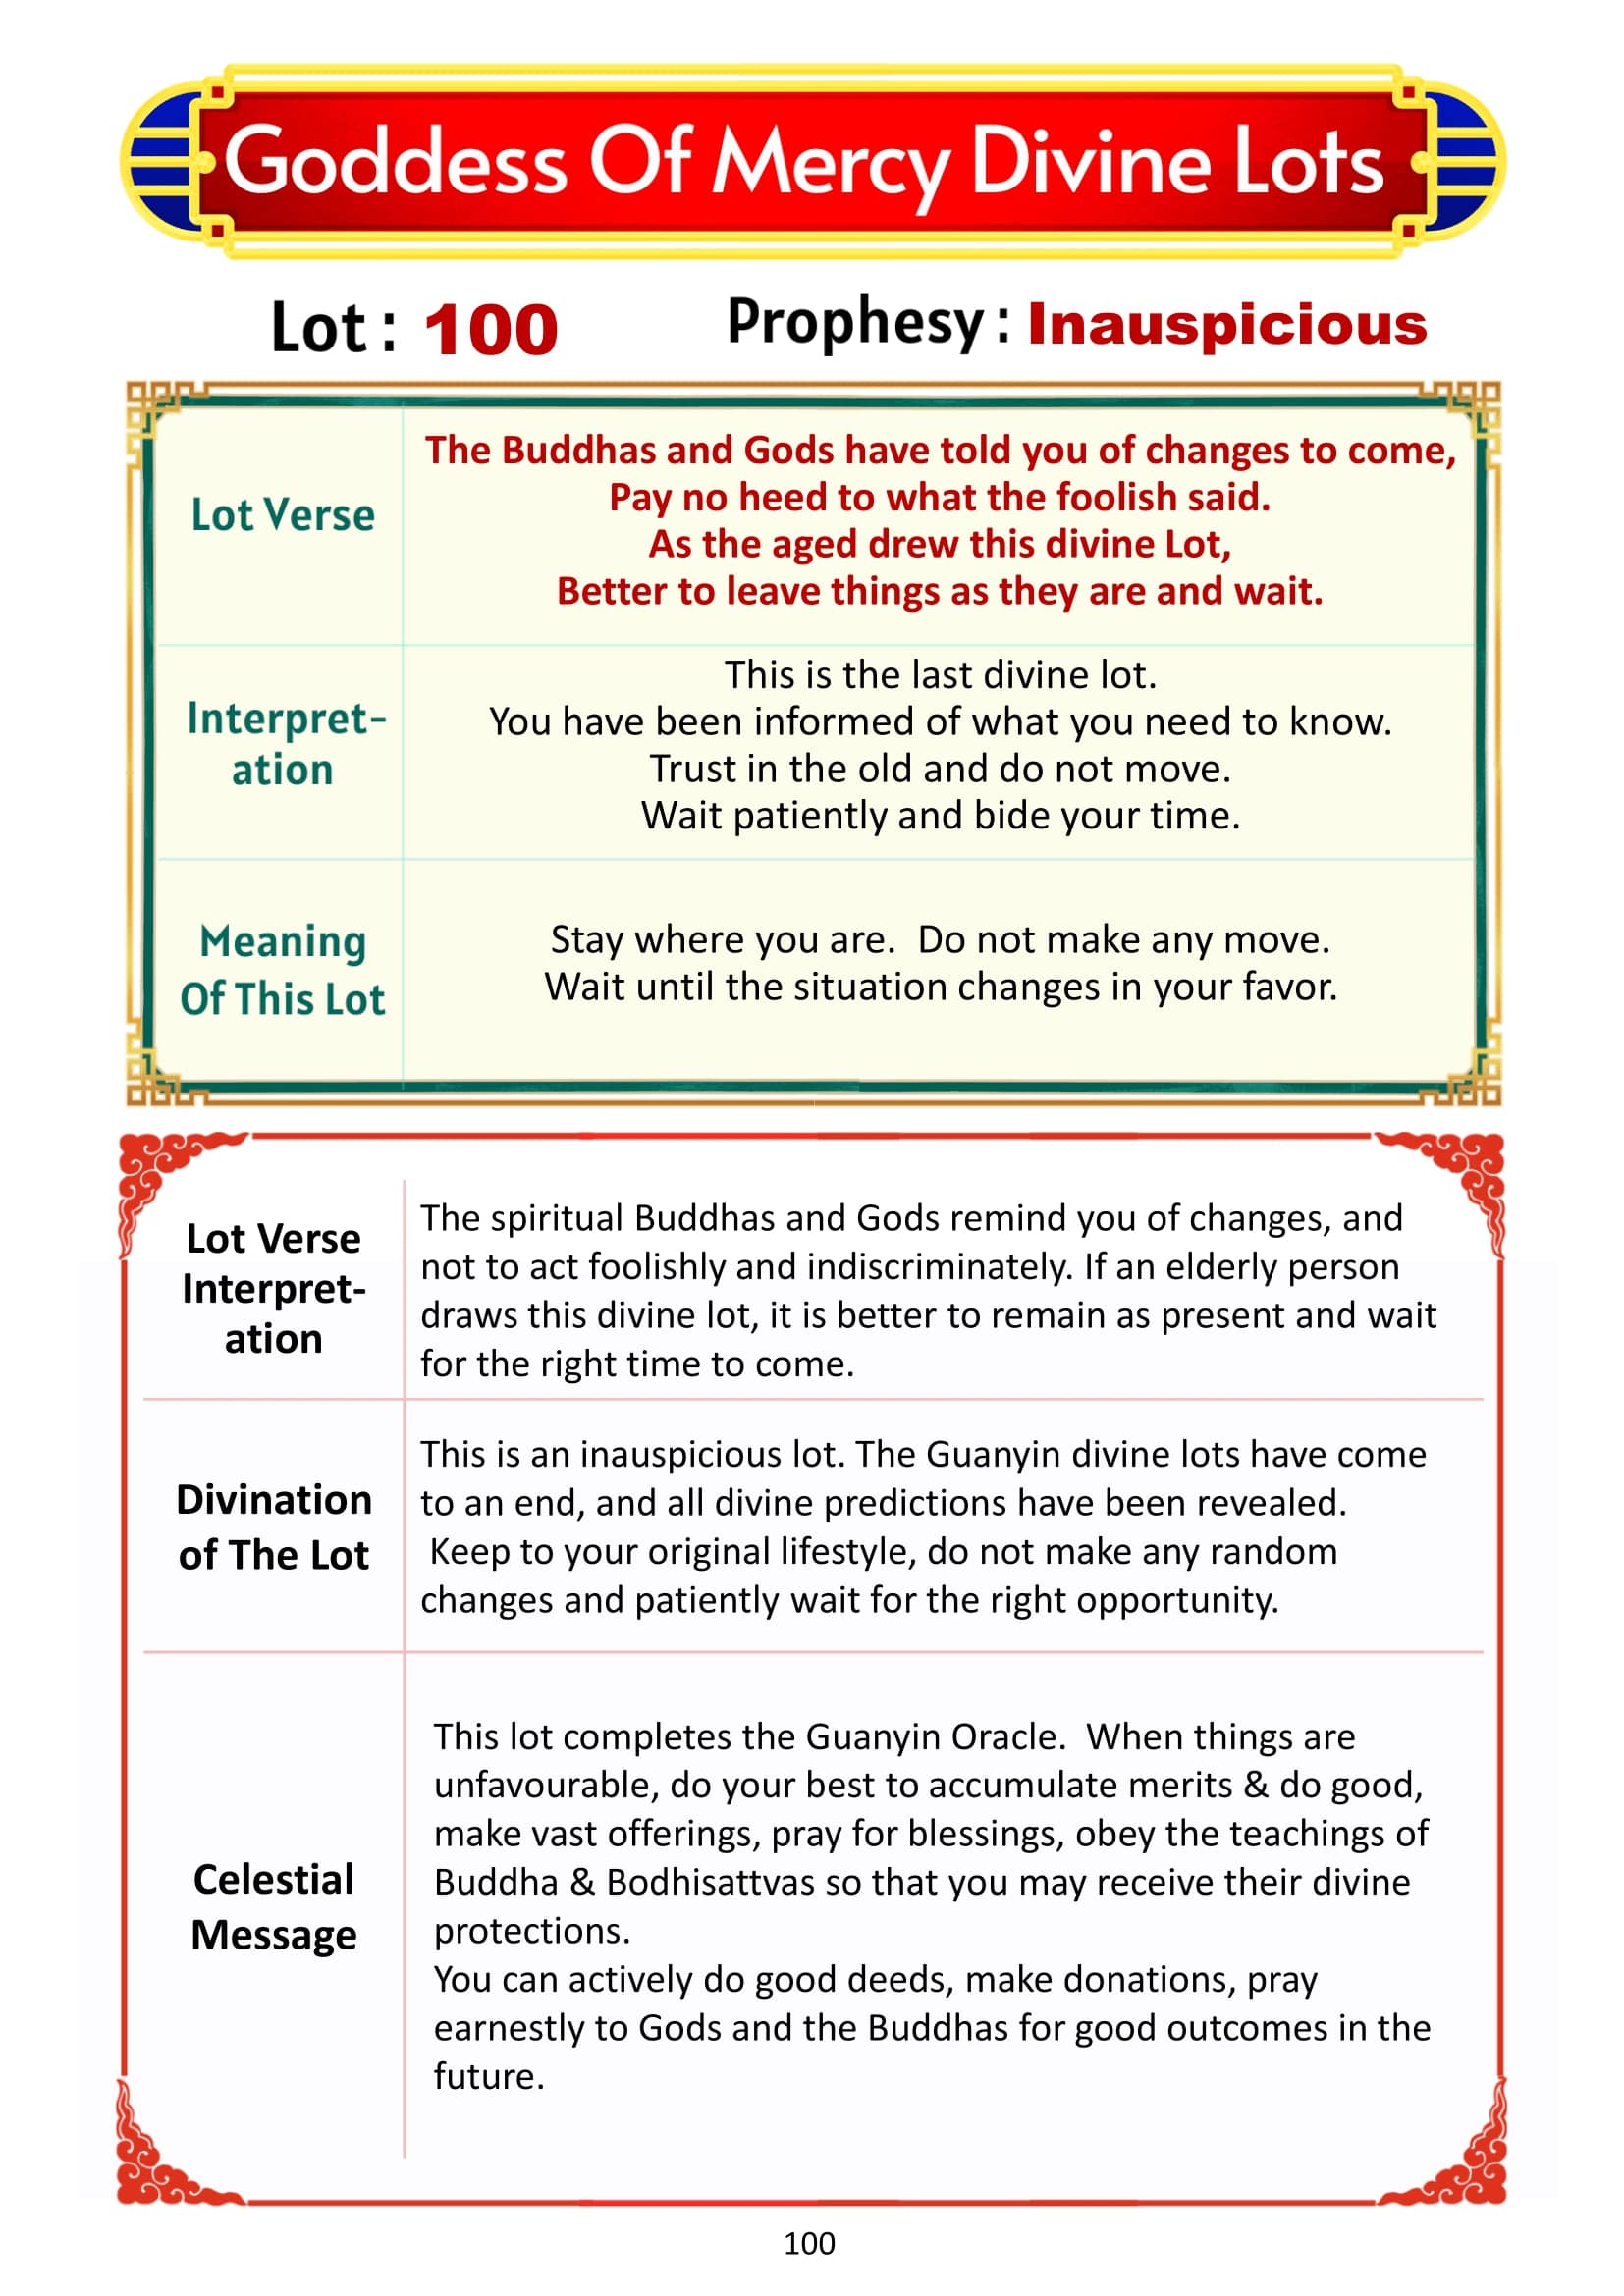 Goddess Of Mercy Divine Lots
Lot : 100
Prophesy : Inauspicious
Lot Verse
The Buddhas and Gods have told you of changes to come,
Pay no heed to what the foolish said.
As the aged drew this divine Lot,
Better to leave things as they are and wait.
Interpret-
ation
This is the last divine lot.
You have been informed of what you need to know.
Trust in the old and do not move.
Wait patiently and bide your time.
Meaning
Of This Lot
Stay where you are.  Do not make any move.
Wait until the situation changes in your favor.
Lot Verse
Interpret-
ation
The spiritual Buddhas and Gods remind you of changes, and
not to act foolishly and indiscriminately. If an elderly person
draws this divine lot, it is better to remain as present and wait
for the right time to come.
Divination
of The Lot
This is an inauspicious lot. The Guanyin divine lots have come
to an end, and all divine predictions have been revealed.
Keep to your original lifestyle, do not make any random
changes and patiently wait for the right opportunity.
Celestial
Message
This lot completes the Guanyin Oracle.  When things are
unfavourable, do your best to accumulate merits & do good,
make vast offerings, pray for blessings, obey the teachings of
Buddha & Bodhisattvas so that you may receive their divine
protections.
You can actively do good deeds, make donations, pray
earnestly to Gods and the Buddhas for good outcomes in the
future.
100